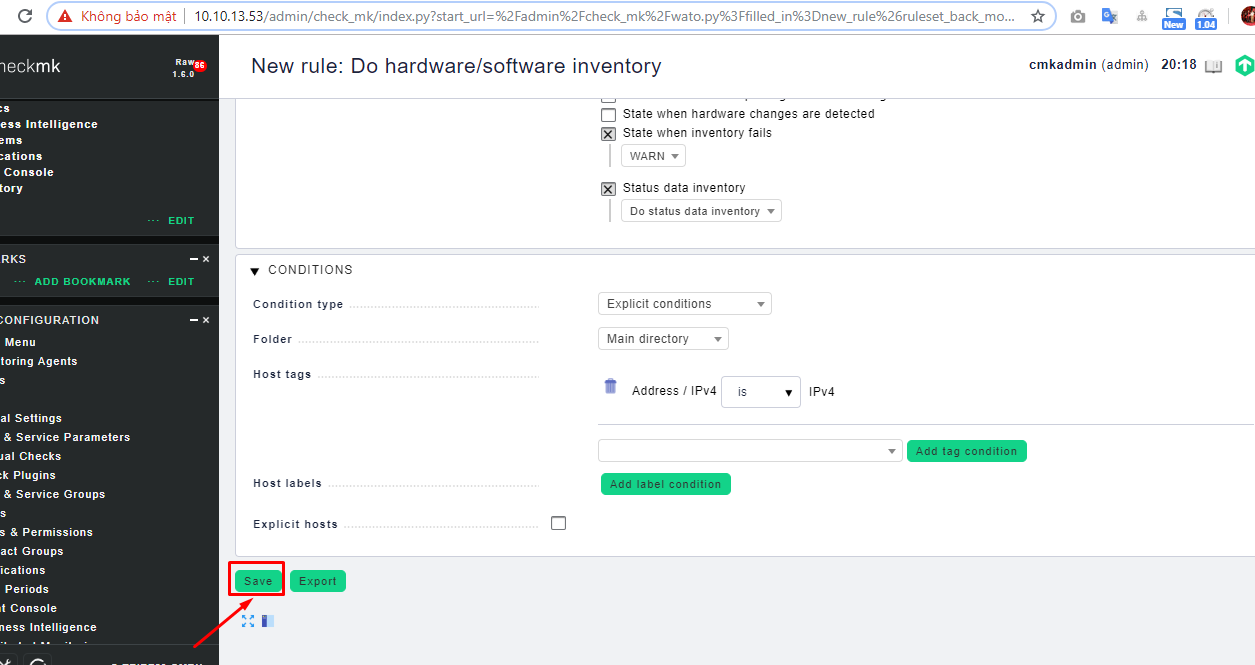 Không bảo mật 10.10.13.53/admin/check_mk/index.py?start_url=%2Fadmin%2Fcheck_mk%2Fwato.py%3Ffilled_in%3Dnew_rule%26ruleset_back_mo...
New 1.04
heckmk Raw 86
1.6.0
New rule: Do hardware/software inventory
cmkadmin (admin) 20:18
cs
ess Intelligence
ems
cations
Console
tory
... EDIT
RKS
... ADD BOOKMARK ... EDIT
CONFIGURATION
Menu
toring Agents
s
al Settings
& Service Parameters
ual Checks
ck Plugins
& Service Groups
s
s & Permissions
act Groups
ications
Periods
nt Console
ness Intelligence
State when hardware changes are detected
State when inventory fails
WARN
Status data inventory
Do status data inventory
CONDITIONS
Condition type Explicit conditions
Folder Main directory
Host tags Address / IPv4 is IPv4
Add tag condition
Host labels Add label condition
Explicit hosts
Save Export